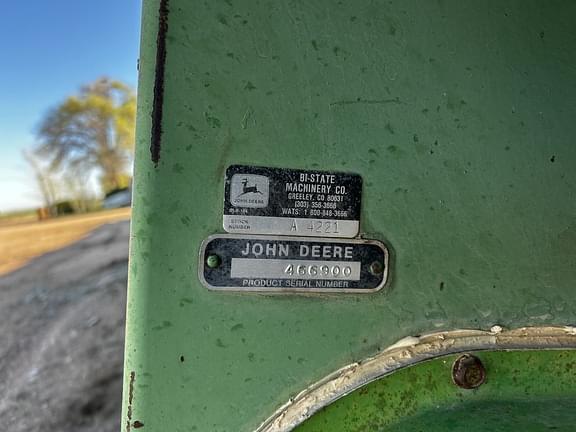 BI-STATE
MACHINERY CO.
GREELEY, CO 80631
(303) 356-3666
WATS: 1 800-848-3666
JOHN DEERE
STOCK
NUMBER
A 4221
JOHN DEERE
466900
PRODUCT SERIAL NUMBER